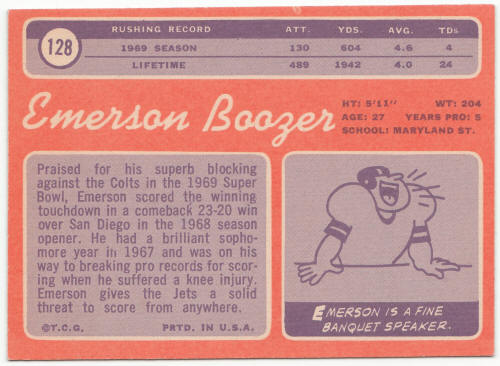 128
RUSHING RECORD ATT. YDS. AVG. TDs
1969 SEASON 130 604 4.6 4
LIFETIME 489 1942 4.0 24
Emerson Boozer
HT: 5'11" WT: 204
AGE: 27 YEARS PRO: 5
SCHOOL: MARYLAND ST.
Praised for his superb blocking
against the Colts in the 1969 Super
Bowl, Emerson scored the winning
touchdown in a comeback 23-20 win
over San Diego in the 1968 season
opener. He had a brilliant sopho-
more year in 1967 and was on his
way to breaking pro records for scor-
ing when he suffered a knee injury.
Emerson gives the Jets a solid
threat to score from anywhere.
©T.C.G. PRTD. IN U.S.A.
EMERSON IS A FINE
BANQUET SPEAKER.